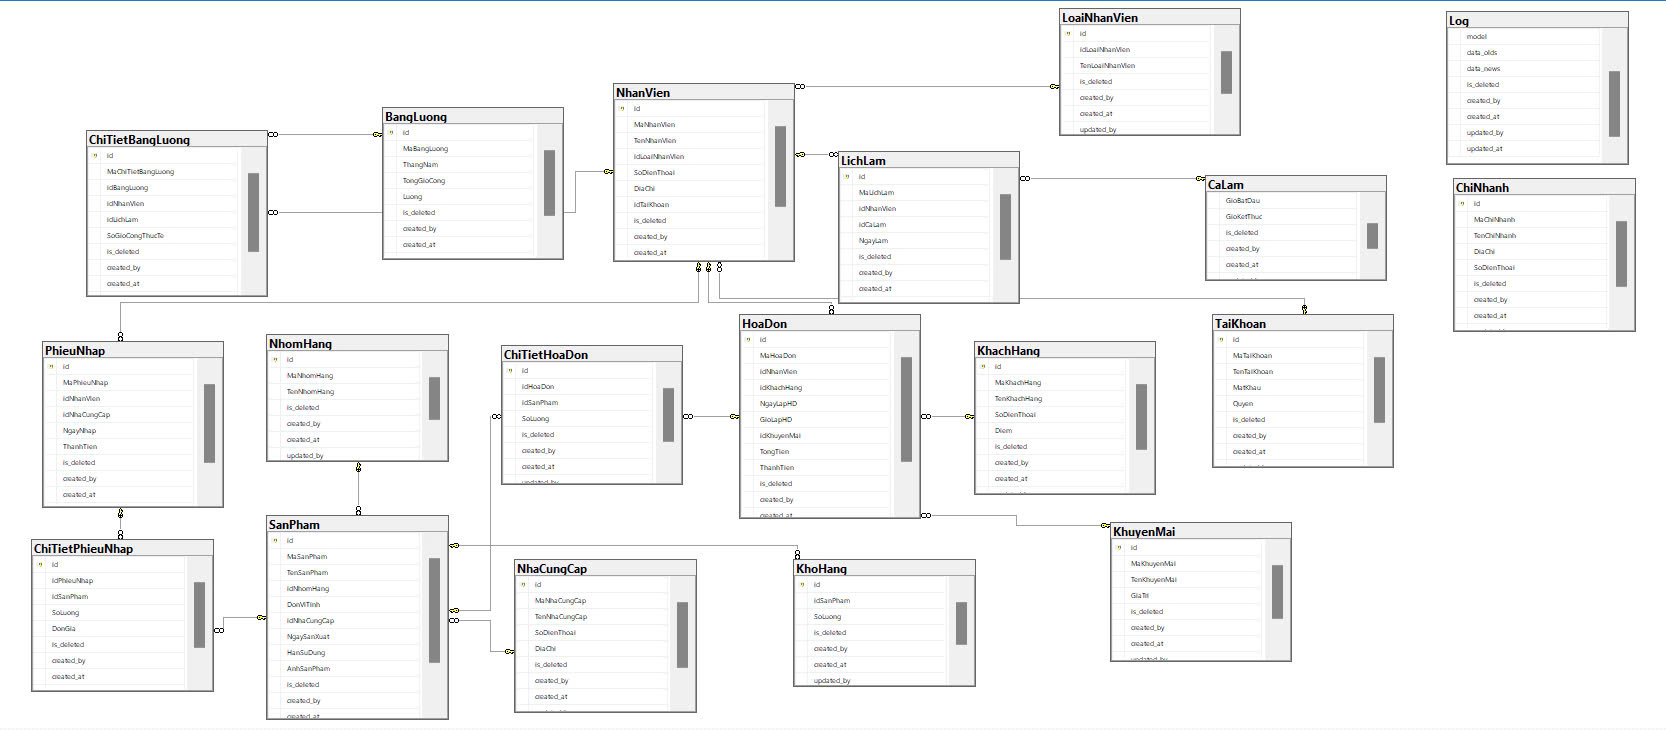 LoaiNhanVien
id
idLoaiNhanVien
TenLoaiNhanVien
is_deleted
created_by
created_at
updated_by
Log
model
data_olds
data_news
is_deleted
created_by
created_at
updated_by
updated_at
NhanVien
id
MaNhanVien
TenNhanVien
idLoaiNhanVien
SoDienThoai
DiaChi
idTaiKhoan
is_deleted
created_by
created_at
BangLuong
id
MaBangLuong
ThangNam
TongGioCong
Luong
is_deleted
created_by
created_at
ChiTietBangLuong
id
MaChiTietBangLuong
idBangLuong
idNhanVien
idLichLam
SoGioCongThucTe
is_deleted
created_by
created_at
LichLam
id
MaLichLam
idNhanVien
idCaLam
NgayLam
is_deleted
created_by
created_at
CaLam
GioBatDau
GioKetThuc
is_deleted
created_by
created_at
ChiNhanh
id
MaChiNhanh
TenChiNhanh
DiaChi
SoDienThoai
is_deleted
created_by
created_at
PhieuNhap
id
MaPhieuNhap
idNhanVien
idNhaCungCap
NgayNhap
ThanhTien
is_deleted
created_by
created_at
NhomHang
id
MaNhomHang
TenNhomHang
is_deleted
created_by
created_at
updated_by
ChiTietHoaDon
id
idHoaDon
idSanPham
SoLuong
is_deleted
created_by
created_at
updated_by
HoaDon
id
MaHoaDon
idNhanVien
idKhachHang
NgayLapHD
GioLapHD
idKhuyenMai
TongTien
ThanhTien
is_deleted
created_by
created_at
KhachHang
id
MaKhachHang
TenKhachHang
SoDienThoai
Diem
is_deleted
created_by
created_at
TaiKhoan
id
MaTaiKhoan
TenTaiKhoan
MatKhau
Quyen
is_deleted
created_by
created_at
ChiTietPhieuNhap
id
idPhieuNhap
idSanPham
SoLuong
DonGia
is_deleted
created_by
created_at
SanPham
id
MaSanPham
TenSanPham
idNhomHang
DonViTinh
idNhaCungCap
NgaySanXuat
HanSuDung
AnhSanPham
is_deleted
created_by
created_at
NhaCungCap
id
MaNhaCungCap
TenNhaCungCap
SoDienThoai
DiaChi
is_deleted
created_by
created_at
KhoHang
id
idSanPham
SoLuong
is_deleted
created_by
created_at
updated_by
KhuyenMai
id
MaKhuyenMai
TenKhuyenMai
GiaTri
is_deleted
created_by
created_at
updated_by